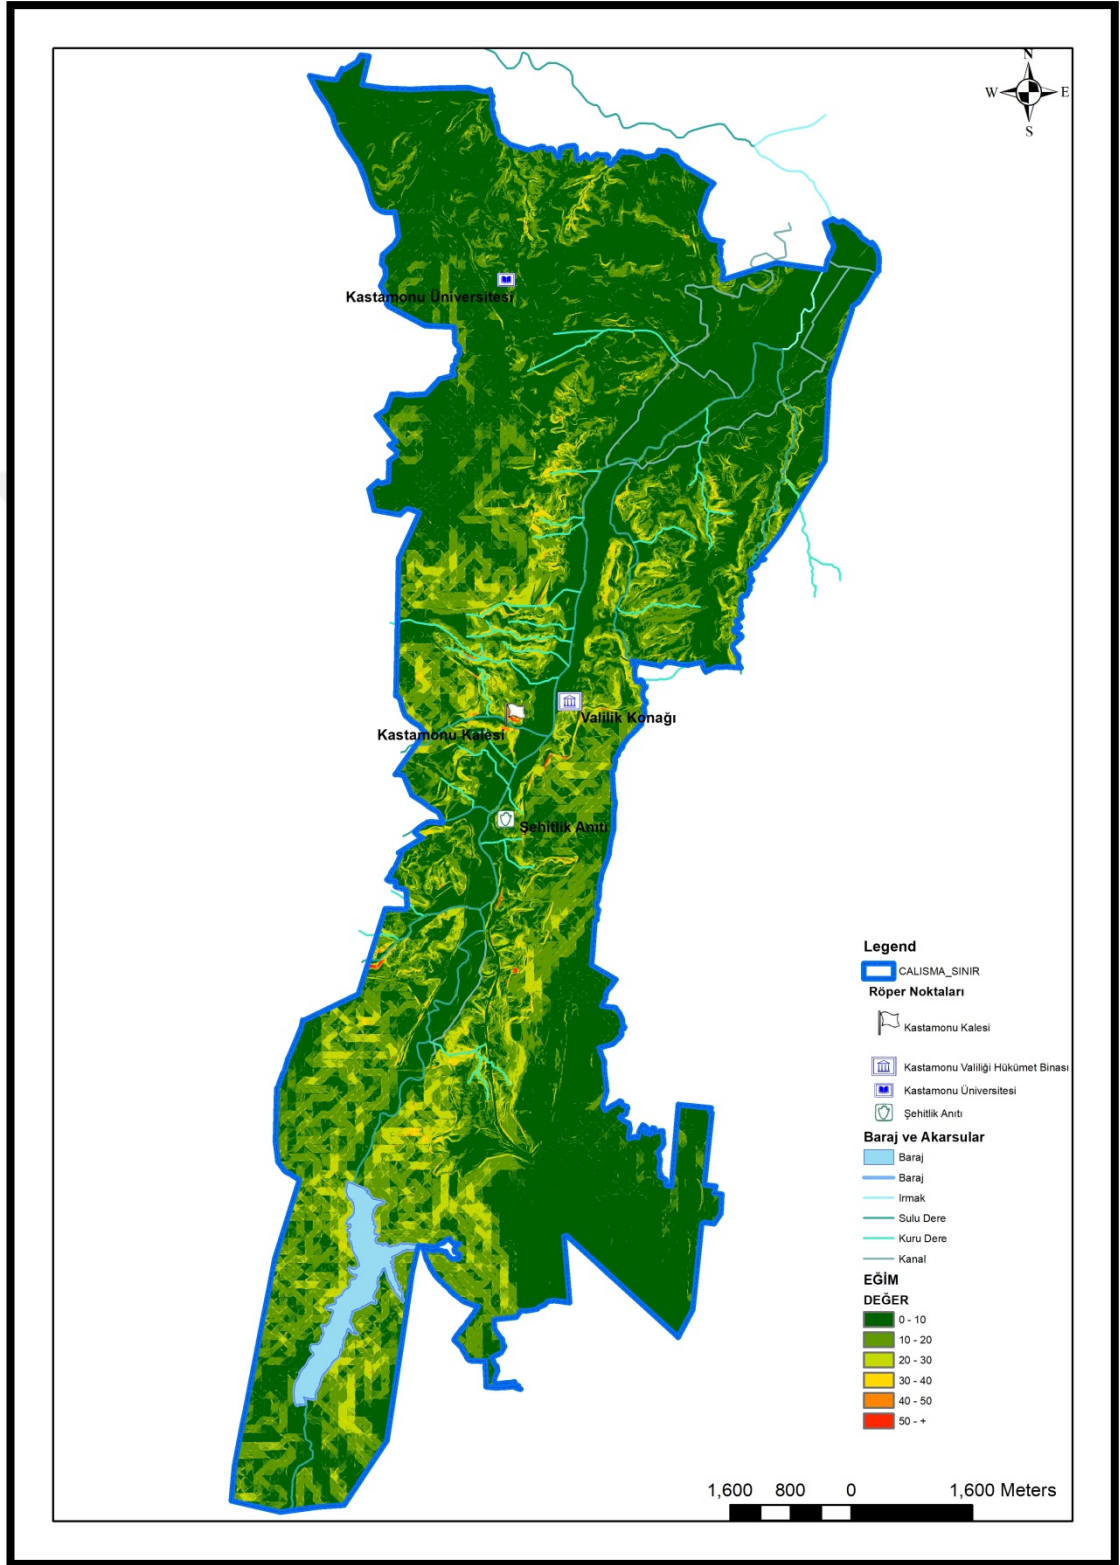 N
W E
S
Kastamonu Üniversitesi
Valilik Konağı
Kastamonu Kalesi
Şehitlik Anıtı
Legend
CALISMA_SINIR
Röper Noktaları
Kastamonu Kalesi
Kastamonu Valiliği Hükümet Binası
Kastamonu Üniversitesi
Şehitlik Anıtı
Baraj ve Akarsular
Baraj
Baraj
Irmak
Sulu Dere
Kuru Dere
Kanal
EĞİM
DEĞER
0 - 10
10 - 20
20 - 30
30 - 40
40 - 50
50 - +
1,600 800 0 1,600 Meters